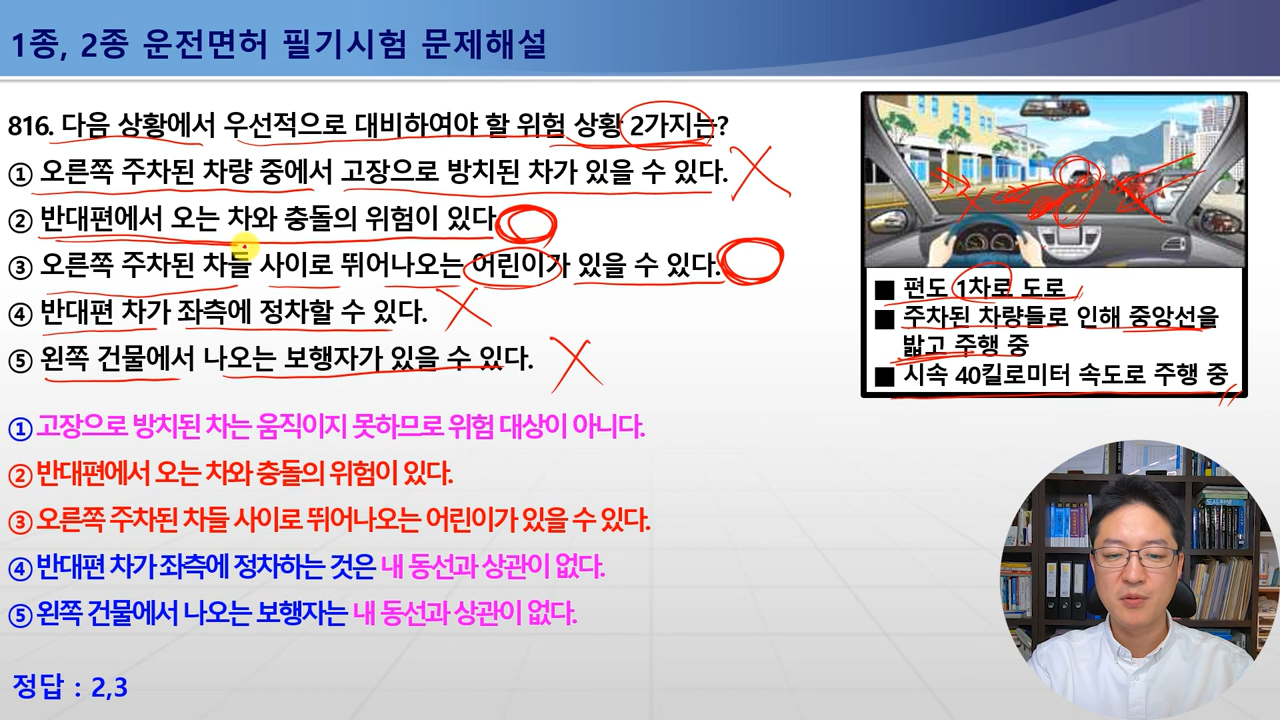 1종, 2종 운전면허 필기시험 문제해설
816. 다음 상황에서 우선적으로 대비하여야 할 위험 상황 2가지는?
① 오른쪽 주차된 차량 중에서 고장으로 방치된 차가 있을 수 있다.
② 반대편에서 오는 차와 충돌의 위험이 있다.
③ 오른쪽 주차된 차들 사이로 뛰어나오는 어린이가 있을 수 있다.
④ 반대편 차가 좌측에 정차할 수 있다.
⑤ 왼쪽 건물에서 나오는 보행자가 있을 수 있다.
■ 편도 1차로 도로
■ 주차된 차량들로 인해 중앙선을
밟고 주행 중
■ 시속 40킬로미터 속도로 주행 중
① 고장으로 방치된 차는 움직이지 못하므로 위험 대상이 아니다.
② 반대편에서 오는 차와 충돌의 위험이 있다.
③ 오른쪽 주차된 차들 사이로 뛰어나오는 어린이가 있을 수 있다.
④ 반대편 차가 좌측에 정차하는 것은 내 동선과 상관이 없다.
⑤ 왼쪽 건물에서 나오는 보행자는 내 동선과 상관이 없다.
정답 : 2,3